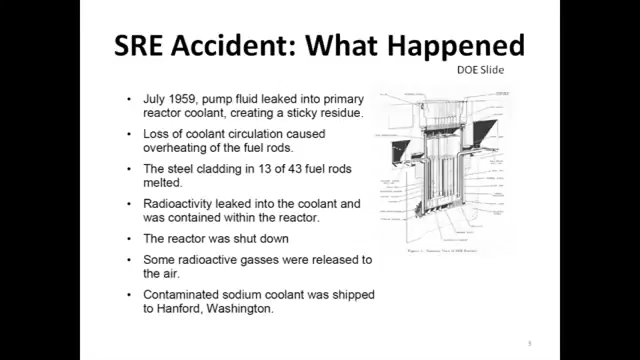 SRE Accident: What Happened
DOE Slide
• July 1959, pump fluid leaked into primary
reactor coolant, creating a sticky residue.
• Loss of coolant circulation caused
overheating of the fuel rods.
• The steel cladding in 13 of 43 fuel rods
melted.
• Radioactivity leaked into the coolant and
was contained within the reactor.
• The reactor was shut down
• Some radioactive gasses were released to
the air.
• Contaminated sodium coolant was shipped
to Hanford, Washington.